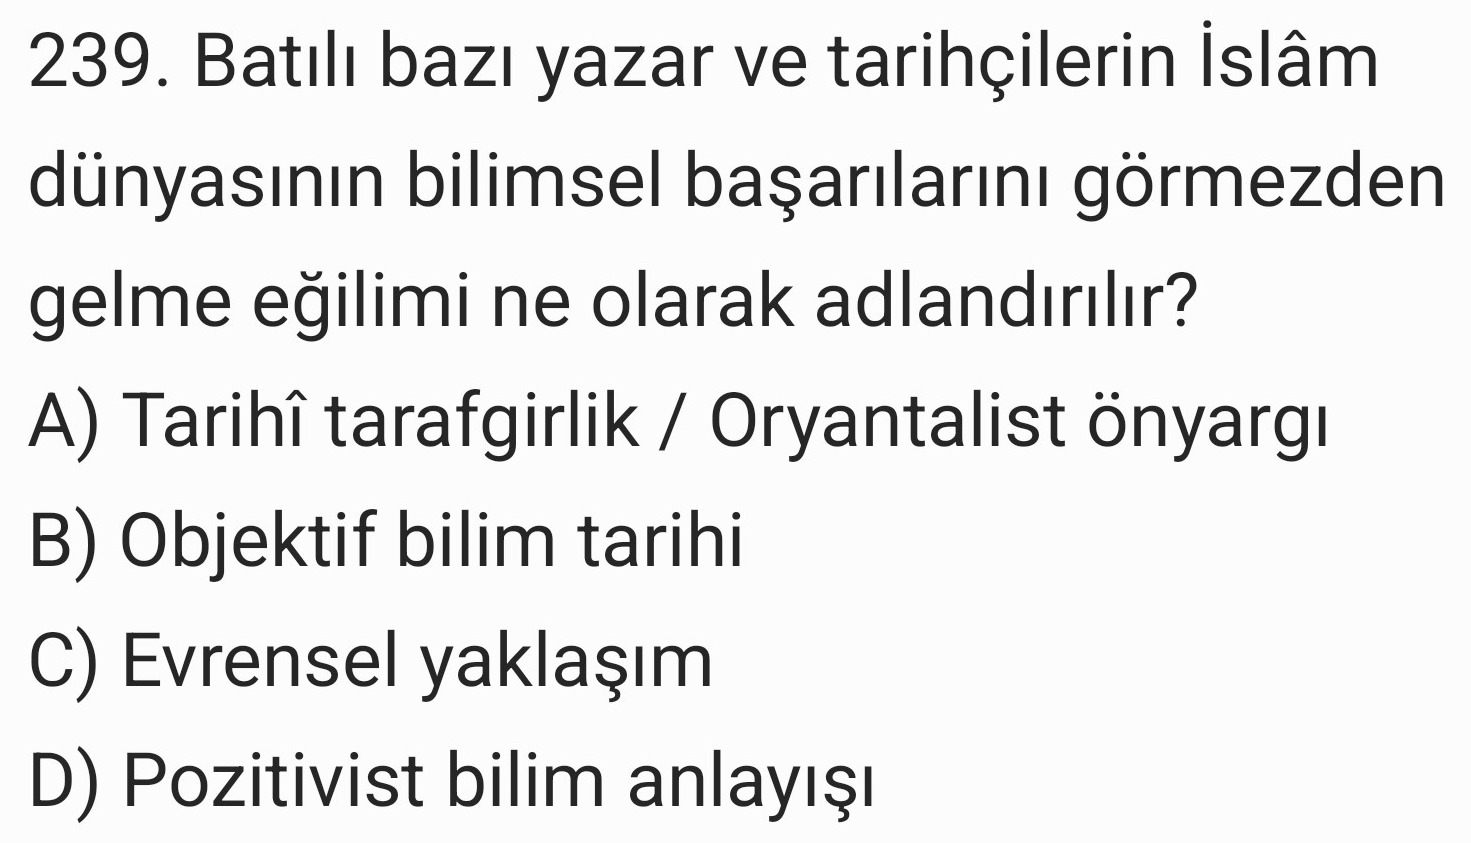 239. Batılı bazı yazar ve tarihçilerin İslâm
dünyasının bilimsel başarılarını görmezden
gelme eğilimi ne olarak adlandırılır?
A) Tarihî tarafgirlik / Oryantalist önyargı
B) Objektif bilim tarihi
C) Evrensel yaklaşım
D) Pozitivist bilim anlayışı